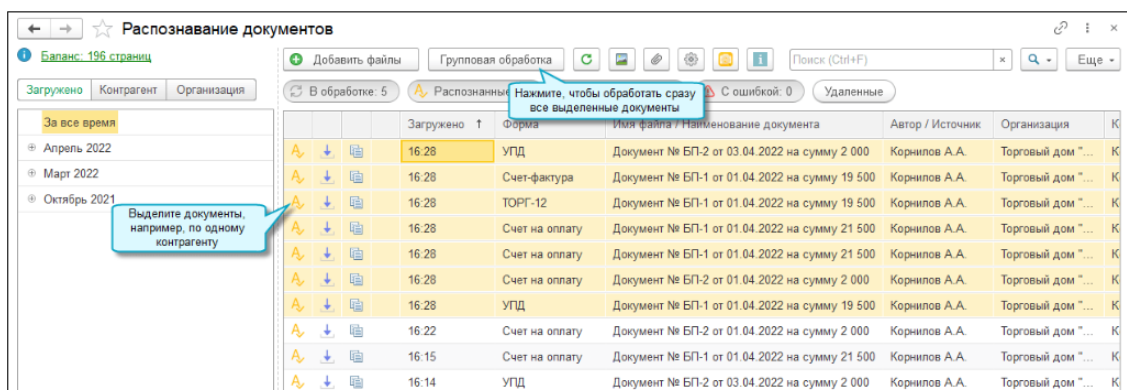 Распознавание документов
Баланс: 196 страниц
Добавить файлы Групповая обработка Поиск (Ctrl+F) Еще
Загружено Контрагент Организация
В обработке: 5 Распознанные С ошибкой: 0 Удаленные
Нажмите, чтобы обработать сразу
все выделенные документы
За все время
Апрель 2022
Март 2022
Октябрь 2021
Выделите документы,
например, по одному
контрагенту
Загружено ↑ Форма Имя файла / Наименование документа Автор / Источник Организация К
16:28 УПД Документ № БП-2 от 03.04.2022 на сумму 2 000 Корнилов А.А. Торговый дом "... К
16:28 Счет-фактура Документ № БП-1 от 01.04.2022 на сумму 19 500 Корнилов А.А. Торговый дом "... К
16:28 ТОРГ-12 Документ № БП-1 от 01.04.2022 на сумму 19 500 Корнилов А.А. Торговый дом "... К
16:28 Счет на оплату Документ № БП-1 от 01.04.2022 на сумму 21 500 Корнилов А.А. Торговый дом "... К
16:28 Счет на оплату Документ № БП-1 от 01.04.2022 на сумму 21 500 Корнилов А.А. Торговый дом "... К
16:28 Счет на оплату Документ № БП-2 от 01.04.2022 на сумму 2 000 Корнилов А.А. Торговый дом "... К
16:28 УПД Документ № БП-1 от 01.04.2022 на сумму 19 500 Корнилов А.А. Торговый дом "... К
16:22 Счет на оплату Документ № БП-2 от 01.04.2022 на сумму 2 000 Корнилов А.А. Торговый дом "... К
16:15 Счет на оплату Документ № БП-1 от 01.04.2022 на сумму 21 500 Корнилов А.А. Торговый дом "... К
16:14 УПД Документ № БП-2 от 03.04.2022 на сумму 2 000 Корнилов А.А. Торговый дом "... К